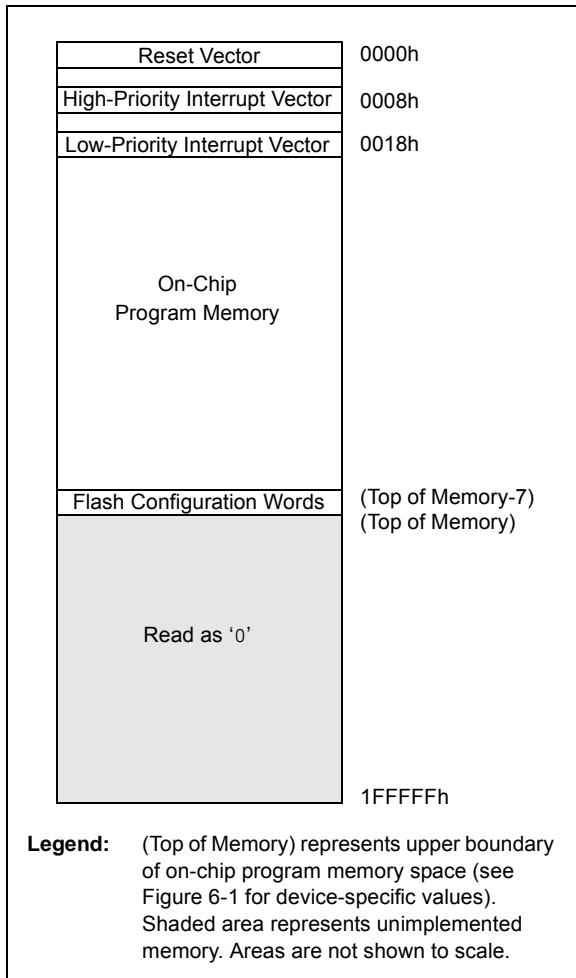 Reset Vector 0000h
High-Priority Interrupt Vector 0008h
Low-Priority Interrupt Vector 0018h
On-Chip
Program Memory
Flash Configuration Words (Top of Memory-7)
(Top of Memory)
Read as ‘0’
1FFFFFh
Legend: (Top of Memory) represents upper boundary
of on-chip program memory space (see
Figure 6-1 for device-specific values).
Shaded area represents unimplemented
memory. Areas are not shown to scale.